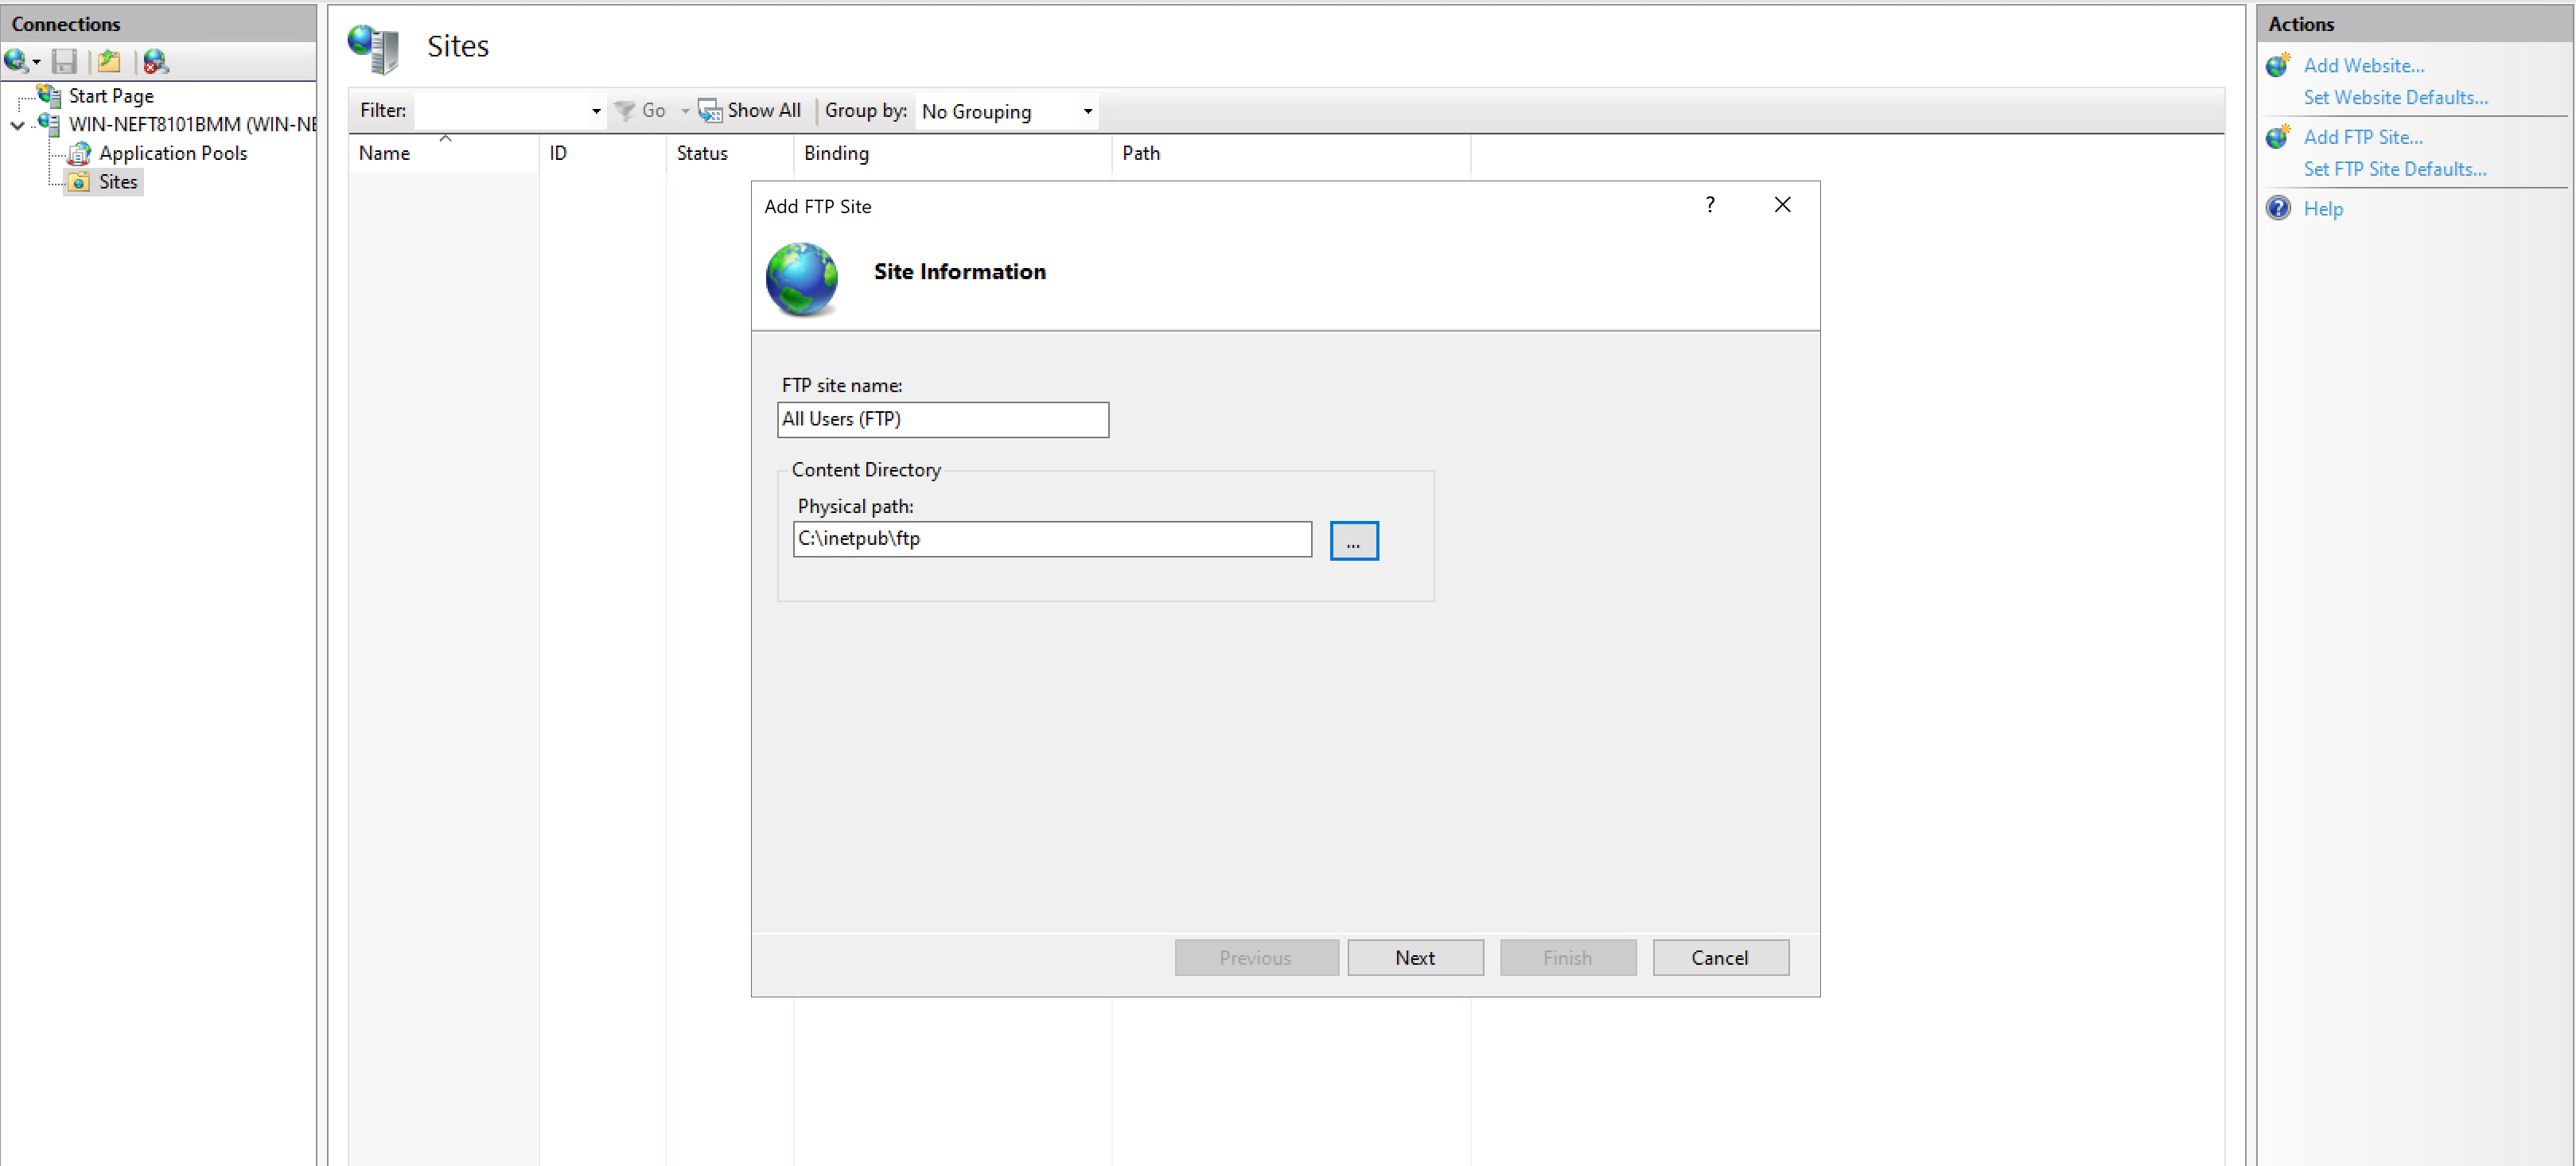 Connections
Start Page
WIN-NEFT8101BMM (WIN-NE
Application Pools
Sites
Sites
Filter:
Go
Show All
Group by:
No Grouping
Name
ID
Status
Binding
Path
Add FTP Site
?
Site Information
FTP site name:
All Users (FTP)
Content Directory
Physical path:
C:\inetpub\ftp
...
Previous
Next
Finish
Cancel
Actions
Add Website...
Set Website Defaults...
Add FTP Site...
Set FTP Site Defaults...
? Help